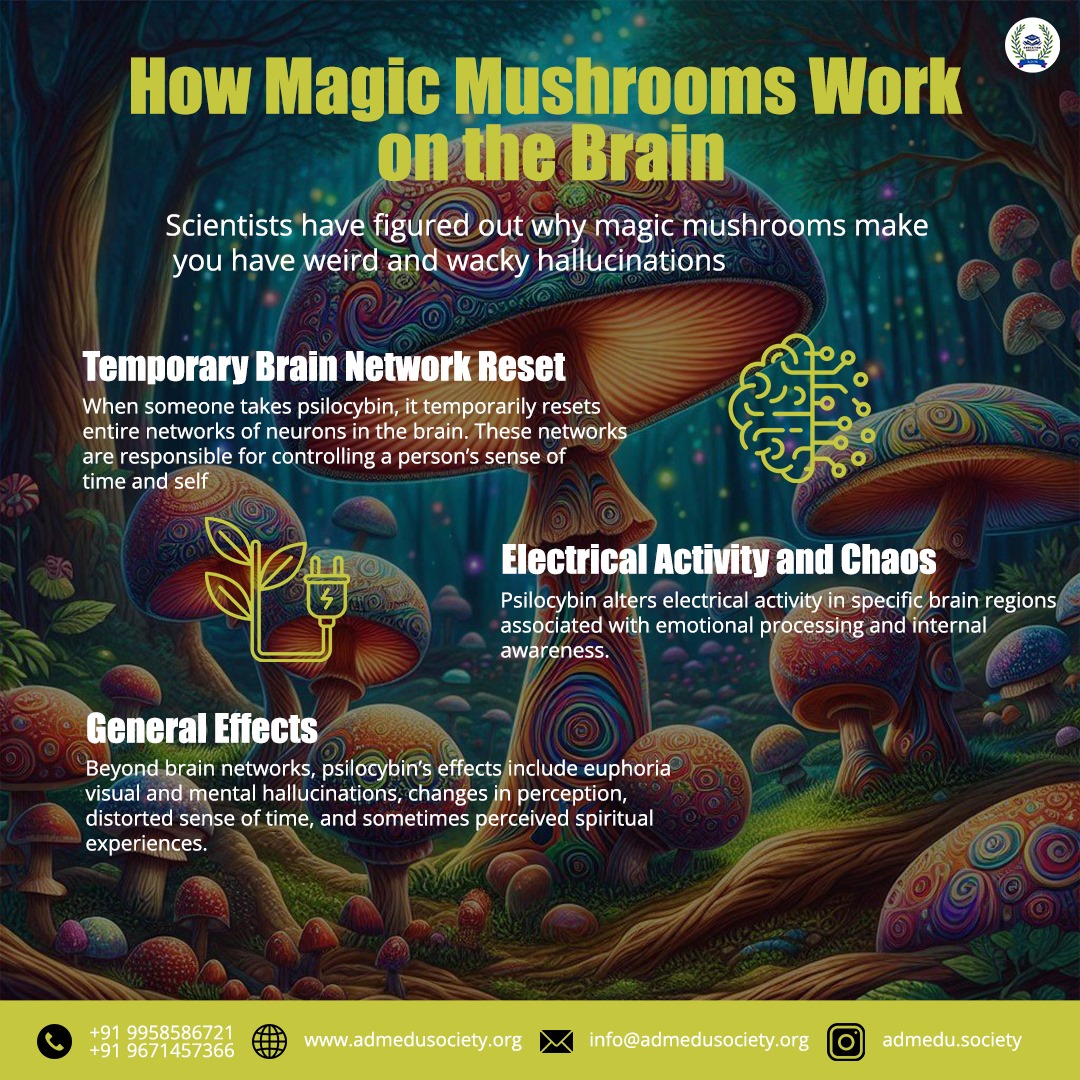 How Magic Mushrooms Work
on the Brain
Scientists have figured out why magic mushrooms make
you have weird and wacky hallucinations
Temporary Brain Network Reset
When someone takes psilocybin, it temporarily resets
entire networks of neurons in the brain. These networks
are responsible for controlling a person's sense of
time and self
Electrical Activity and Chaos
Psilocybin alters electrical activity in specific brain regions
associated with emotional processing and internal
awareness.
General Effects
Beyond brain networks, psilocybin's effects include euphoria
visual and mental hallucinations, changes in perception,
distorted sense of time, and sometimes perceived spiritual
experiences.
+91 9958586721
+91 9671457366
www.admedusociety.org
info@admedusociety.org
admedu.society